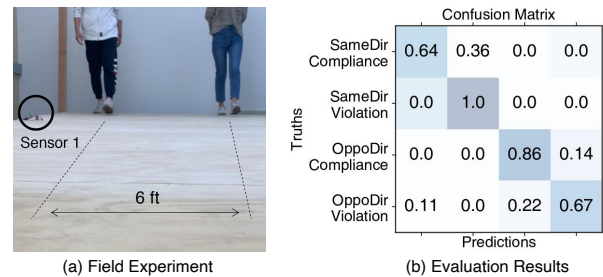 Sensor 1
6 ft
(a) Field Experiment
Confusion Matrix
Truths
SameDir
Compliance
0.64 0.36 0.0 0.0
SameDir
Violation
0.0 1.0 0.0 0.0
OppoDir
Compliance
0.0 0.0 0.86 0.14
OppoDir
Violation
0.11 0.0 0.22 0.67
Predictions
(b) Evaluation Results